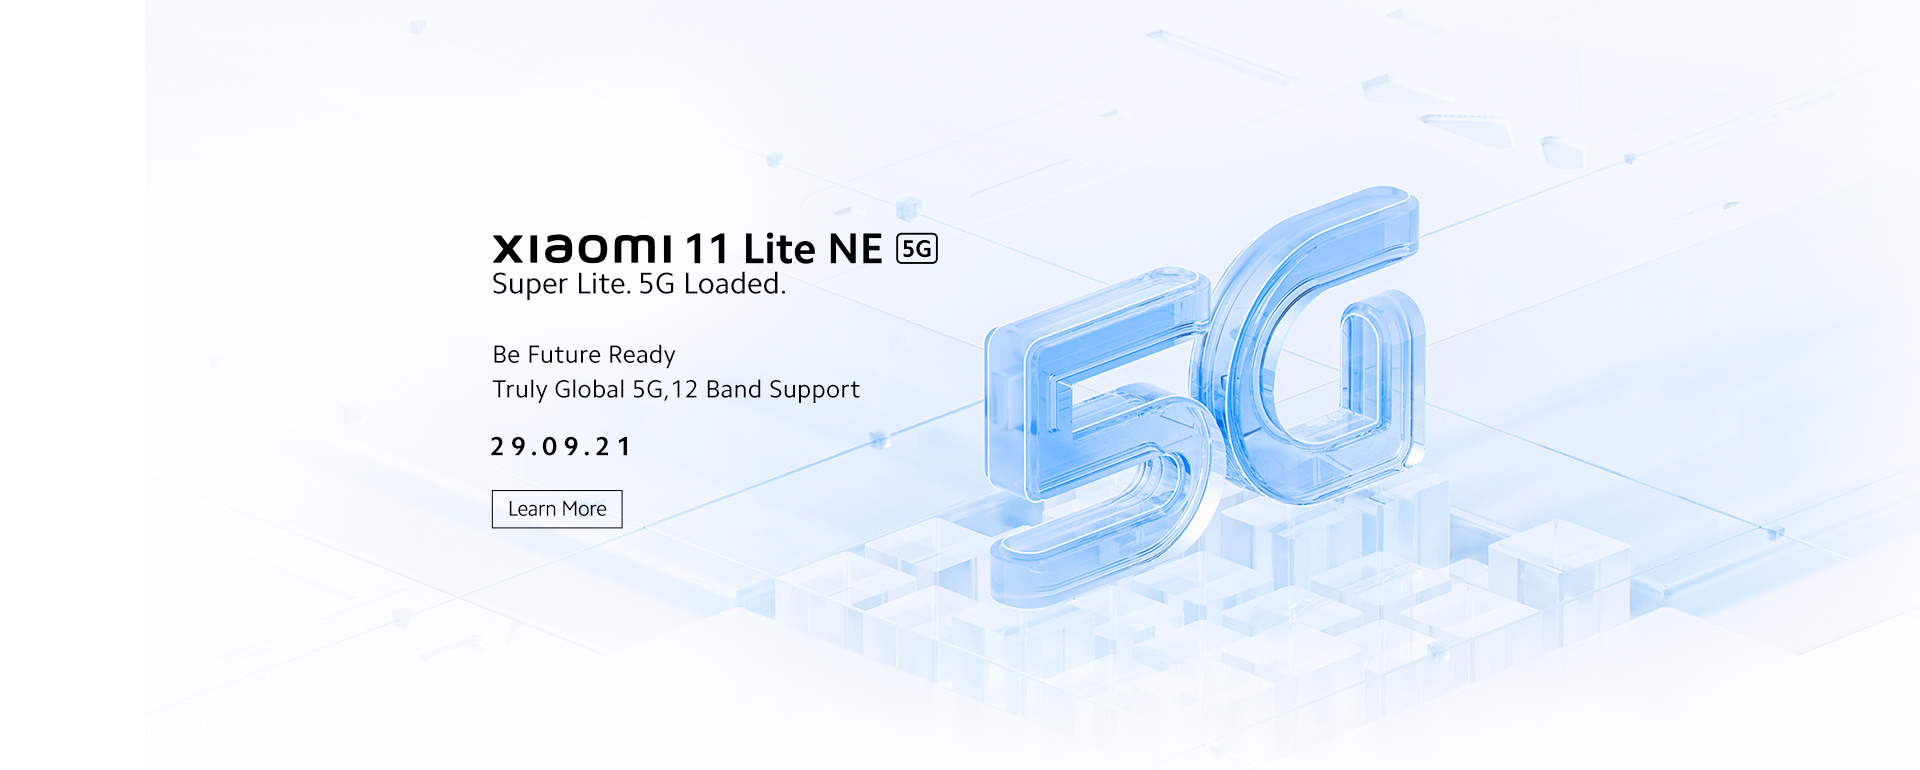 xiaomi 11 Lite NE 5G
Super Lite. 5G Loaded.
Be Future Ready
Truly Global 5G,12 Band Support
29.09.21
Learn More
5G